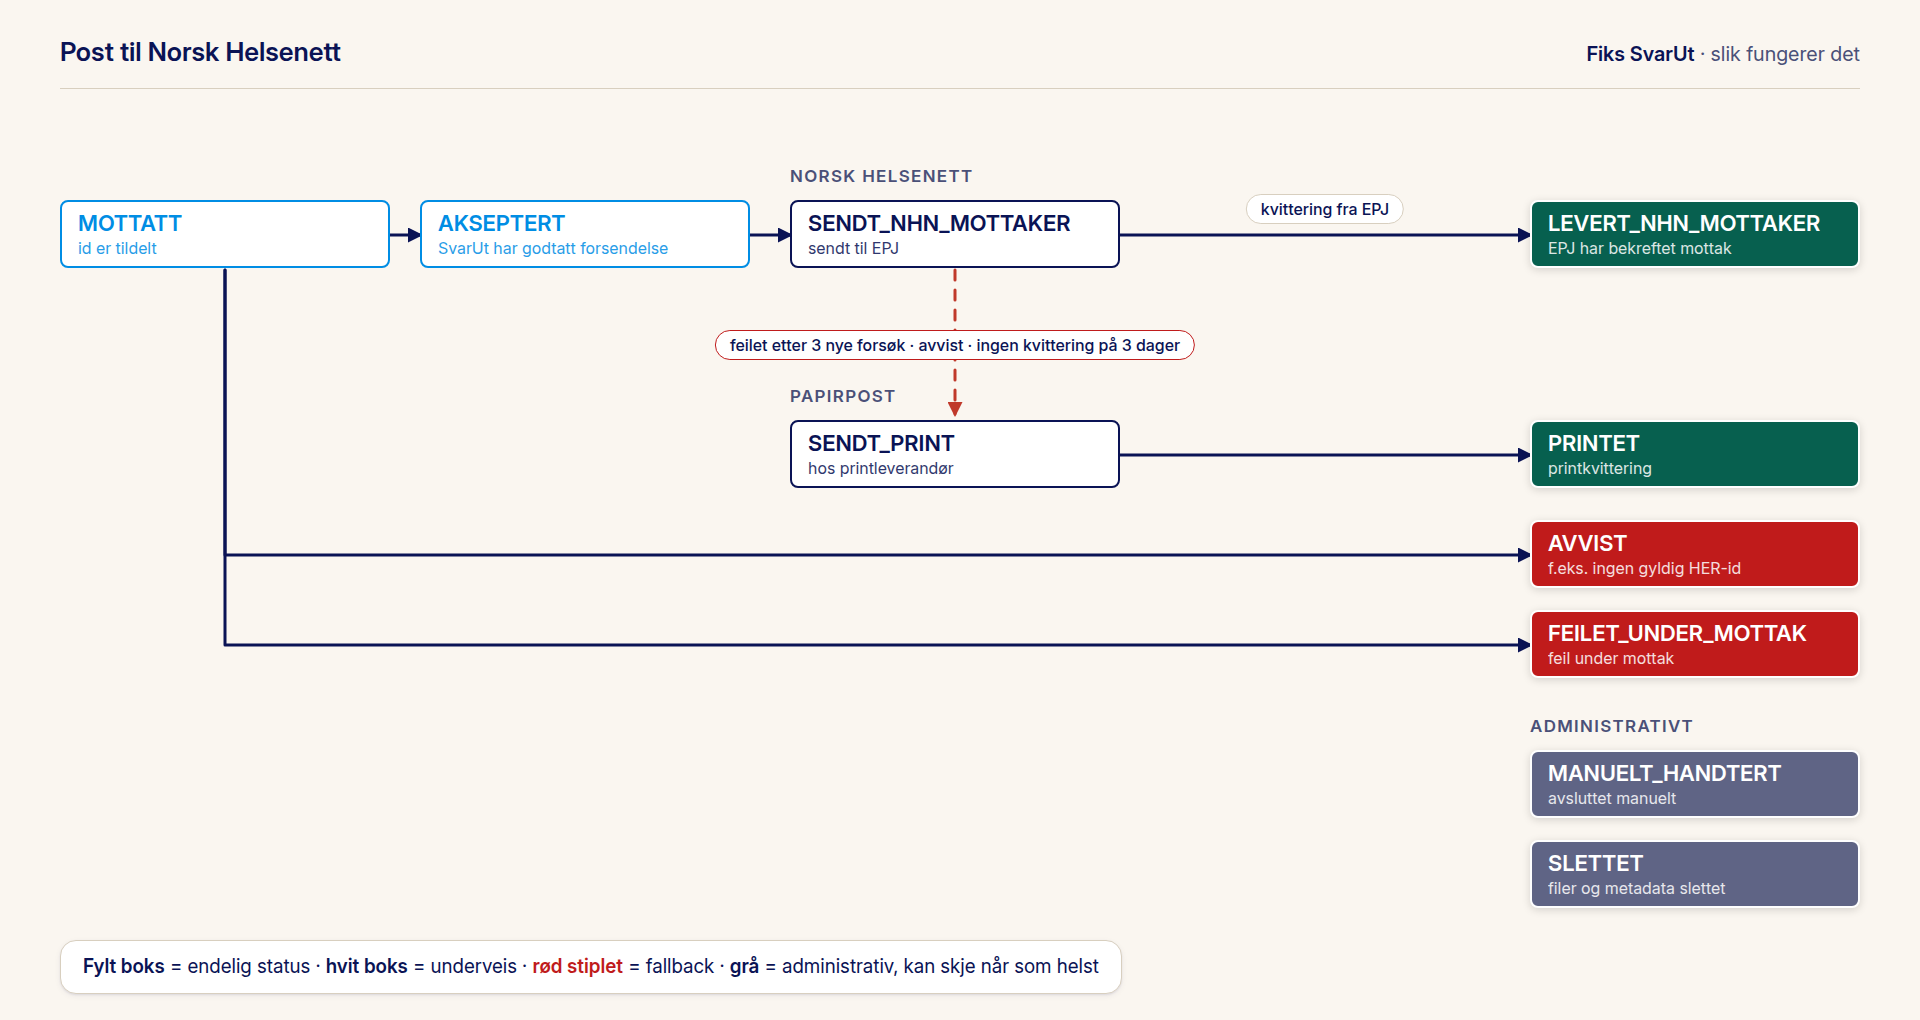 Post til Norsk Helsenett
Fiks SvarUt · slik fungerer det
NORSK HELSENETT
MOTTATT
id er tildelt
AKSEPTERT
SvarUt har godtatt forsendelse
SENDT_NHN_MOTTAKER
sendt til EPJ
kvittering fra EPJ
LEVERT_NHN_MOTTAKER
EPJ har bekreftet mottak
feilet etter 3 nye forsøk · avvist · ingen kvittering på 3 dager
PAPIRPOST
SENDT_PRINT
hos printleverandør
PRINTET
printkvittering
AVVIST
f.eks. ingen gyldig HER-id
FEILET_UNDER_MOTTAK
feil under mottak
ADMINISTRATIVT
MANUELT_HANDTERT
avsluttet manuelt
SLETTET
filer og metadata slettet
Fylt boks = endelig status · hvit boks = underveis · rød stiplet = fallback · grå = administrativ, kan skje når som helst